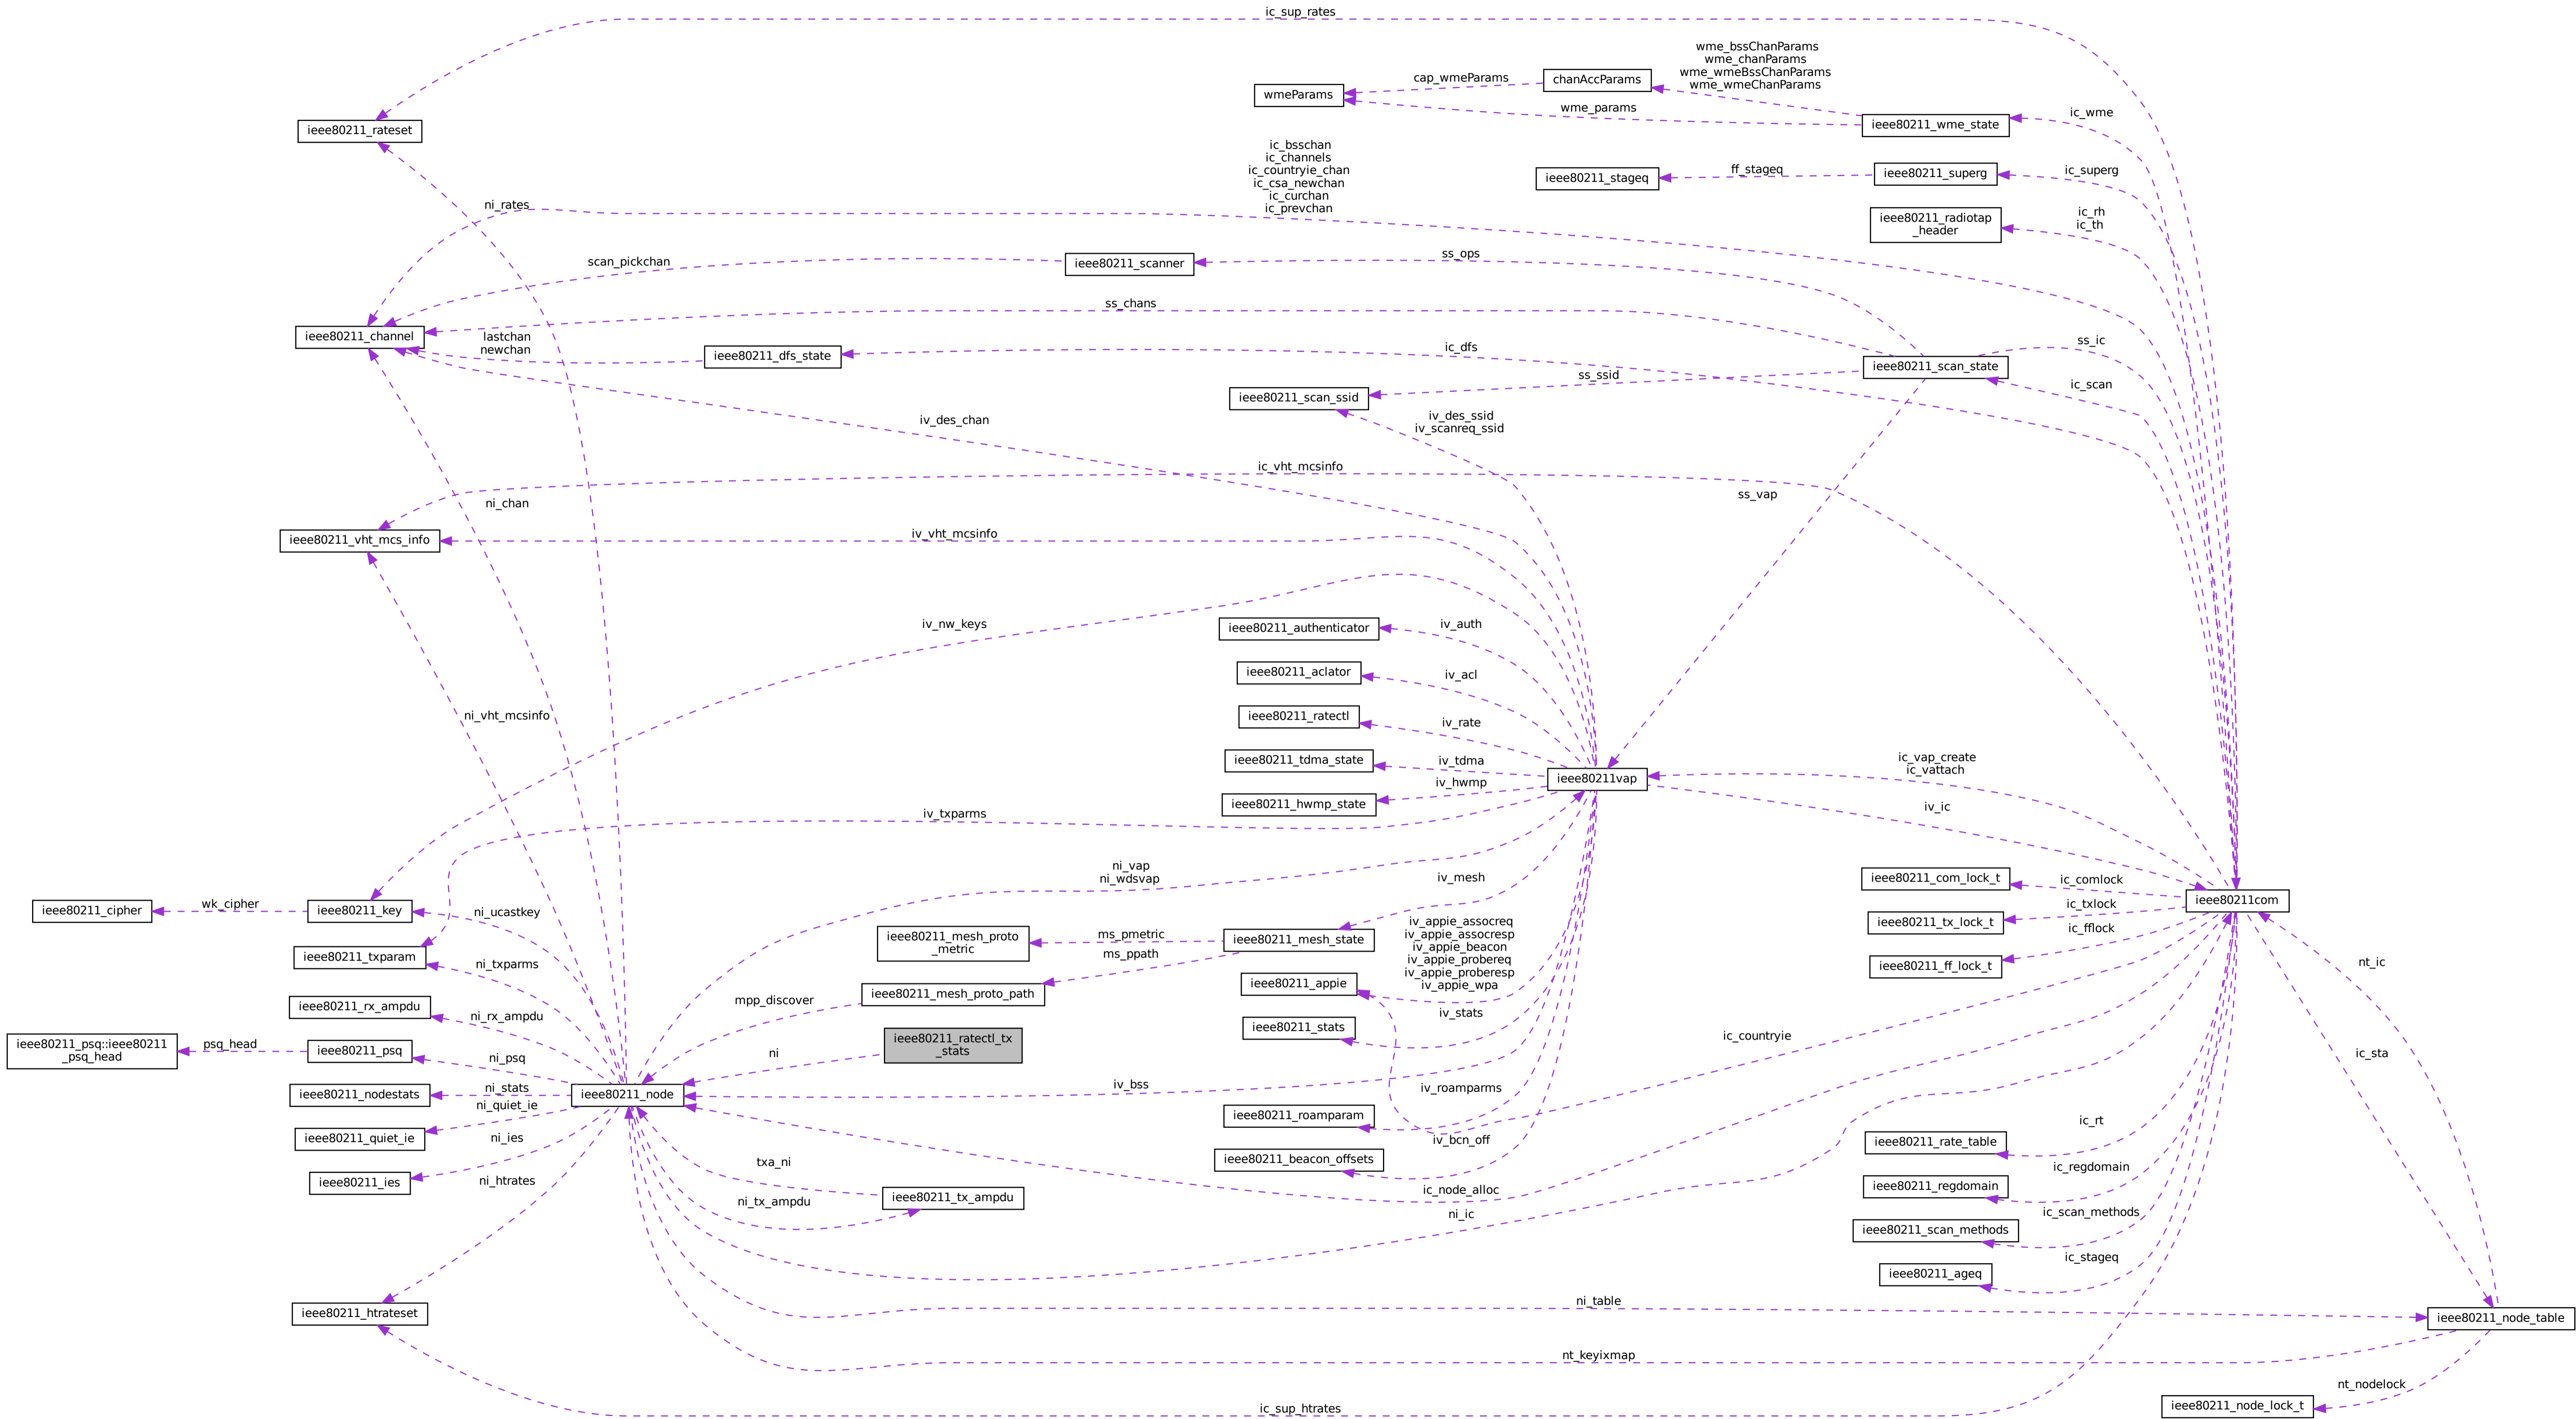 ic_sup_rates
wme_bssChanParams
wme_chanParams
wme_wmeBssChanParams
wme_wmeChanParams
cap_wmeParams
chanAccParams
wmeParams
wme_params
ic_wme
ieee80211_wme_state
ieee80211_rateset
ic_bsschan
ic_channels
ic_countryie_chan
ic_csa_newchan
ic_curchan
ic_prevchan
ff_stageq
ieee80211_stageq
ieee80211_superg
ic_superg
ni_rates
ieee80211_radiotap
_header
ic_rh
ic_th
scan_pickchan
ieee80211_scanner
ss_ops
ss_chans
ieee80211_channel
lastchan
newchan
ieee80211_dfs_state
ic_dfs
ss_ic
ieee80211_scan_state
ss_ssid
ic_scan
ieee80211_scan_ssid
iv_des_chan
iv_des_ssid
iv_scanreq_ssid
ic_vht_mcsinfo
ni_chan
ss_vap
ieee80211_vht_mcs_info
iv_vht_mcsinfo
iv_nw_keys
ieee80211_authenticator
iv_auth
ieee80211_aclator
iv_acl
ni_vht_mcsinfo
ieee80211_ratectl
iv_rate
ieee80211_tdma_state
iv_tdma
ieee80211vap
ic_vap_create
ic_vattach
iv_hwmp
ieee80211_hwmp_state
iv_ic
iv_txparms
ni_vap
ni_wdsvap
iv_mesh
ieee80211_com_lock_t
ic_comlock
ieee80211com
ieee80211_cipher
wk_cipher
ieee80211_key
ni_ucastkey
ic_txlock
ieee80211_tx_lock_t
ic_fflock
ieee80211_mesh_proto
_metric
ms_pmetric
ieee80211_mesh_state
iv_appie_assocreq
iv_appie_assocresp
iv_appie_beacon
iv_appie_probereq
iv_appie_proberesp
iv_appie_wpa
ms_ppath
ieee80211_txparam
ni_txparms
ieee80211_ff_lock_t
nt_ic
ieee80211_appie
ieee80211_mesh_proto_path
mpp_discover
ieee80211_rx_ampdu
ni_rx_ampdu
iv_stats
ieee80211_stats
ieee80211_ratectl_tx
_stats
ni
ic_countryie
ieee80211_psq::ieee80211
_psq_head
psq_head
ieee80211_psq
ni_psq
ic_sta
ieee80211_nodestats
ni_stats
ieee80211_node
iv_bss
iv_roamparms
ni_quiet_ie
ieee80211_roamparam
ic_rt
ieee80211_quiet_ie
ni_ies
iv_bcn_off
ieee80211_rate_table
ieee80211_beacon_offsets
txa_ni
ic_regdomain
ieee80211_ies
ni_htrates
ieee80211_regdomain
ic_node_alloc
ieee80211_tx_ampdu
ni_tx_ampdu
ni_ic
ic_scan_methods
ieee80211_scan_methods
ic_stageq
ieee80211_ageq
ni_table
ieee80211_htrateset
ieee80211_node_table
nt_keyixmap
nt_nodelock
ic_sup_htrates
ieee80211_node_lock_t